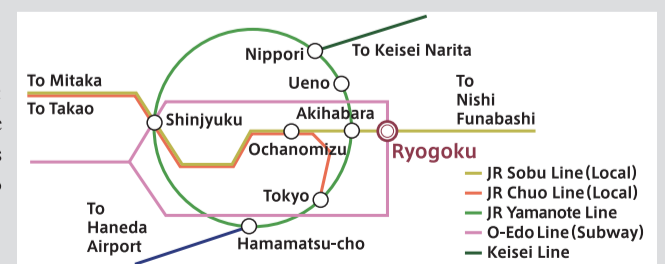 Nippori
To Keisei Narita
Ueno
To Mitaka
To Takao
To
Nishi
Funabashi
Akihabara
Shinjyuku
Ochanomizu
Ryogoku
Tokyo
To
Haneda
Airport
Hamamatsu-cho
JR Sobu Line(Local)
JR Chuo Line(Local)
JR Yamanote Line
O-Edo Line(Subway)
Keisei Line